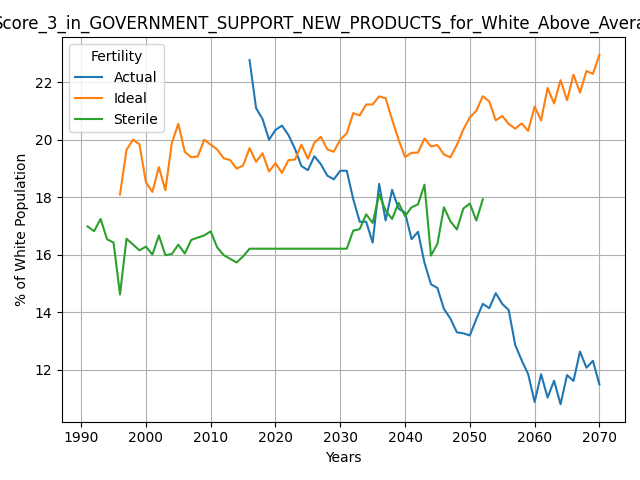 Score_3_in_GOVERNMENT_SUPPORT_NEW_PRODUCTS_for_White_Above_Avera
Fertility
Actual
Ideal
Sterile
% of White Population
22
20
18
16
14
12
1990 2000 2010 2020 2030 2040 2050 2060 2070
Years